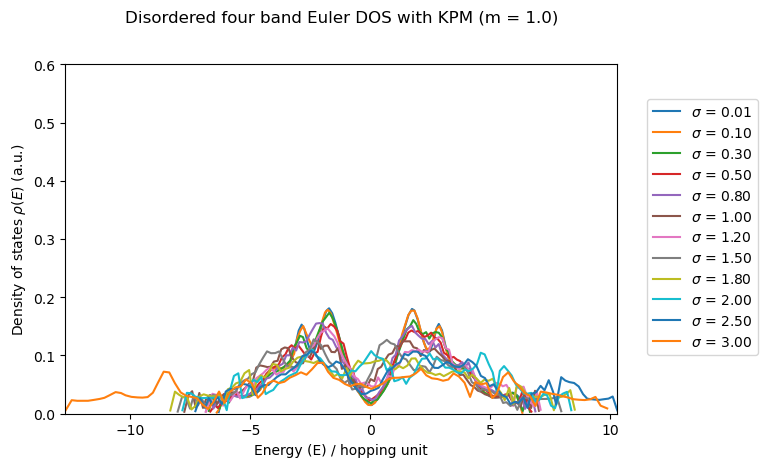 Disordered four band Euler DOS with KPM (m = 1.0)
0.6
0.5
0.4
0.3
0.2
0.1
0.0
Density of states ρ(E) (a.u.)
−10
−5
0
5
10
Energy (E) / hopping unit
σ = 0.01
σ = 0.10
σ = 0.30
σ = 0.50
σ = 0.80
σ = 1.00
σ = 1.20
σ = 1.50
σ = 1.80
σ = 2.00
σ = 2.50
σ = 3.00